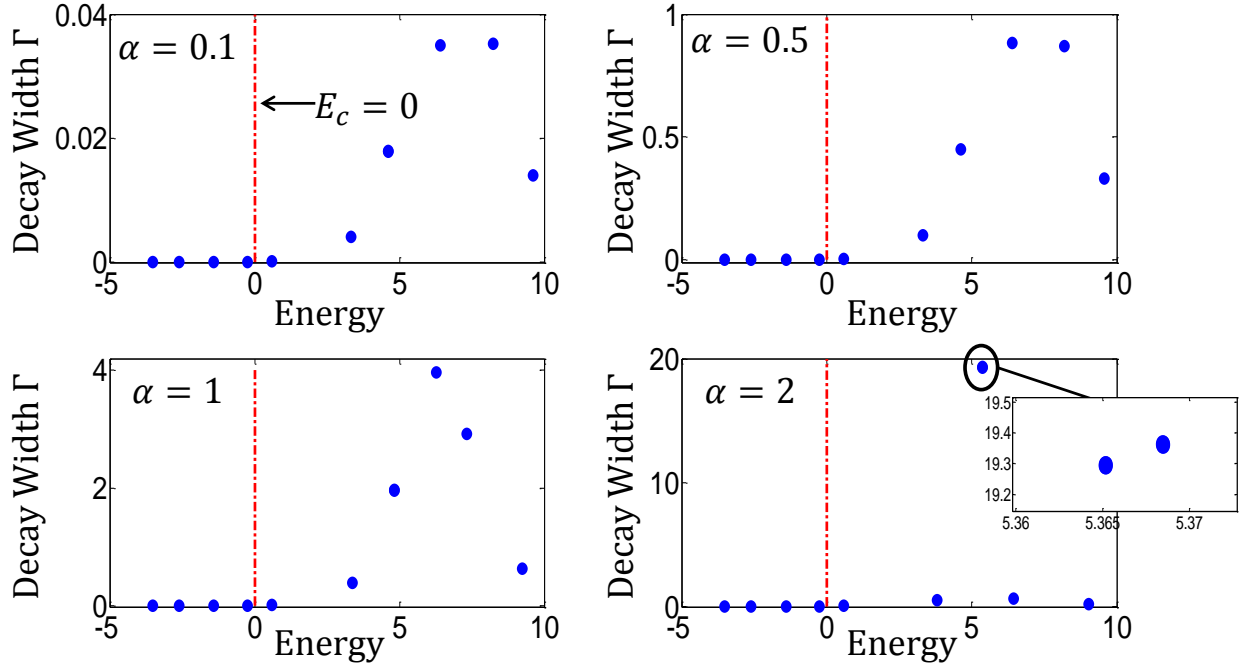 Decay Width Γ
0.04
0.02
0
α = 0.1
E_c = 0
-5
0
5
10
Energy
Decay Width Γ
1
0.5
0
α = 0.5
-5
0
5
10
Energy
Decay Width Γ
4
2
0
α = 1
-5
0
5
10
Energy
Decay Width Γ
20
15
10
5
0
α = 2
19.5
19.4
19.3
19.2
5.36
5.365
5.37
-5
0
5
10
Energy